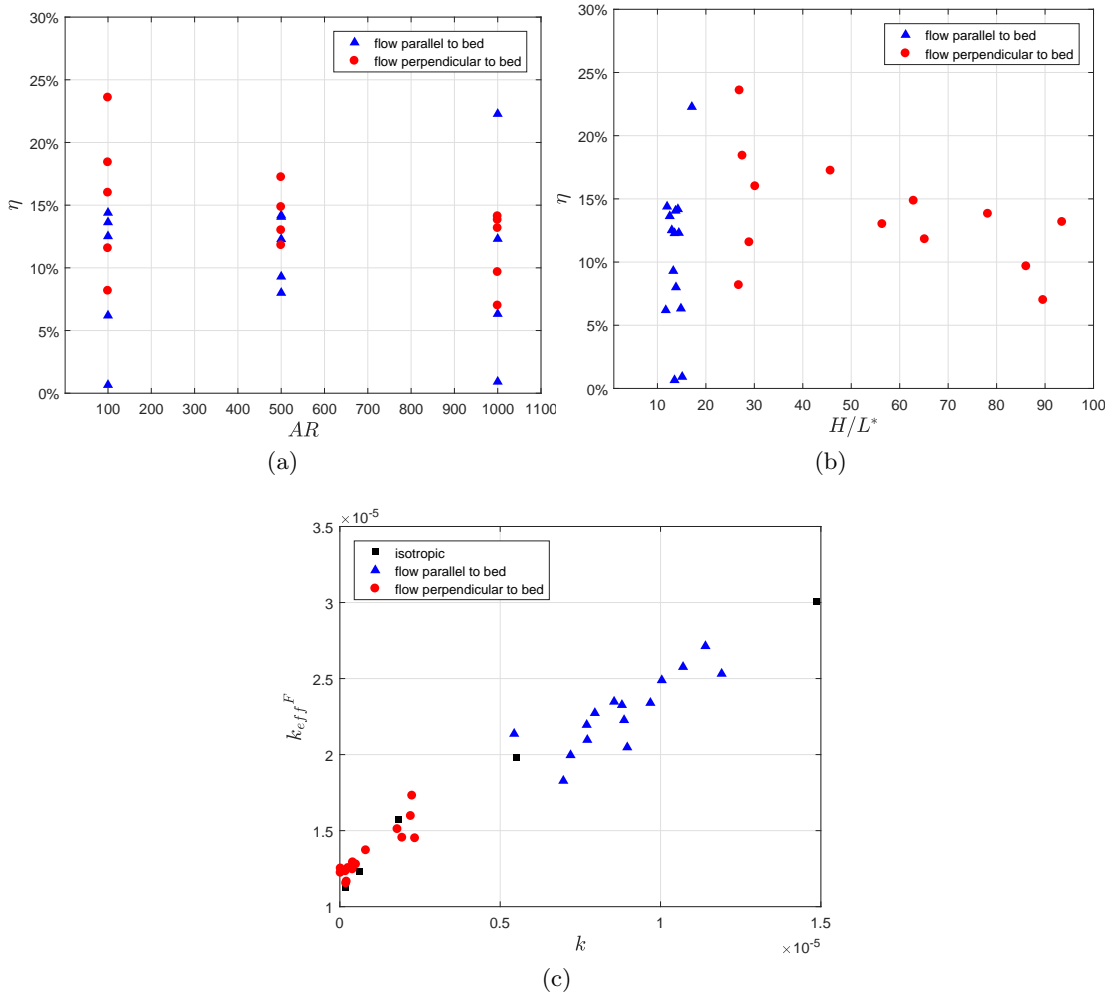 30%
25%
20%
15%
10%
5%
0%
η
100 200 300 400 500 600 700 800 900 1000 1100
AR
flow parallel to bed
flow perpendicular to bed
(a)
30%
25%
20%
15%
10%
5%
0%
η
10 20 30 40 50 60 70 80 90 100
H/L*
flow parallel to bed
flow perpendicular to bed
(b)
×10⁻⁵
3.5
3
2.5
2
1.5
1
k_eff^F
isotropic
flow parallel to bed
flow perpendicular to bed
0 0.5 1 1.5
k
×10⁻⁵
(c)